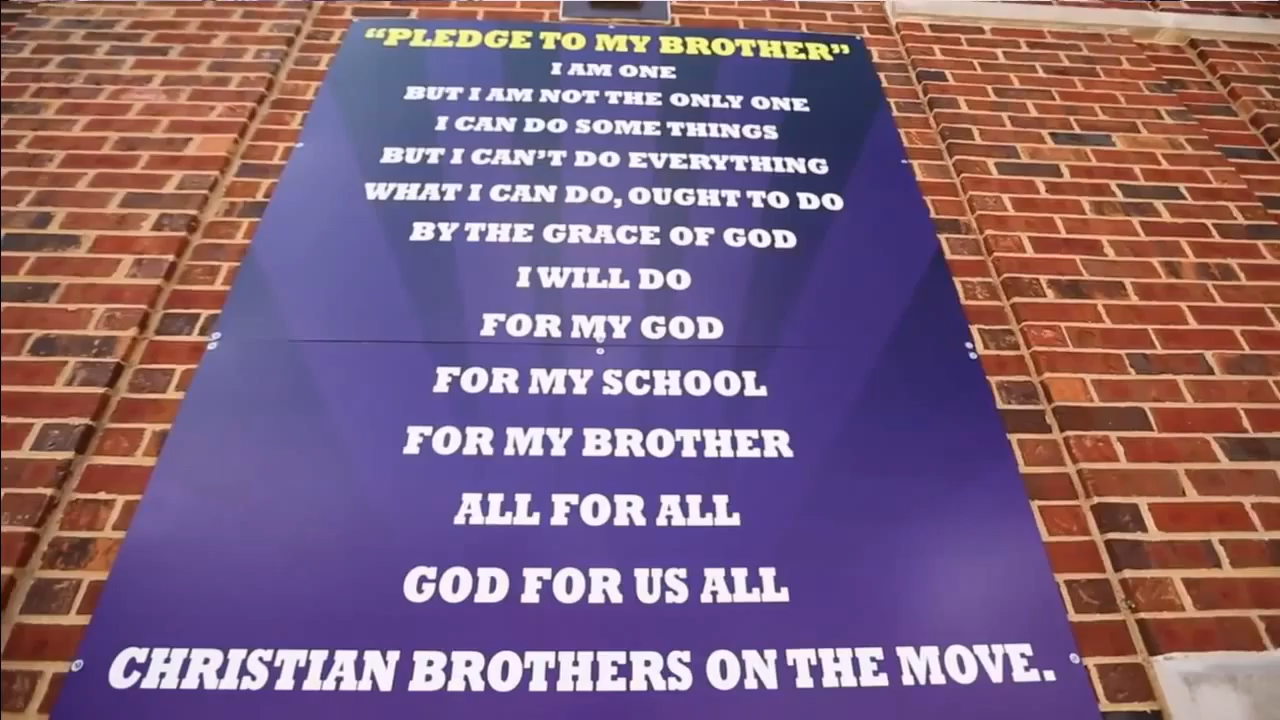 “PLEDGE TO MY BROTHER”
I AM ONE
BUT I AM NOT THE ONLY ONE
I CAN DO SOME THINGS
BUT I CAN’T DO EVERYTHING
WHAT I CAN DO, OUGHT TO DO
BY THE GRACE OF GOD
I WILL DO
FOR MY GOD
FOR MY SCHOOL
FOR MY BROTHER
ALL FOR ALL
GOD FOR US ALL
CHRISTIAN BROTHERS ON THE MOVE.